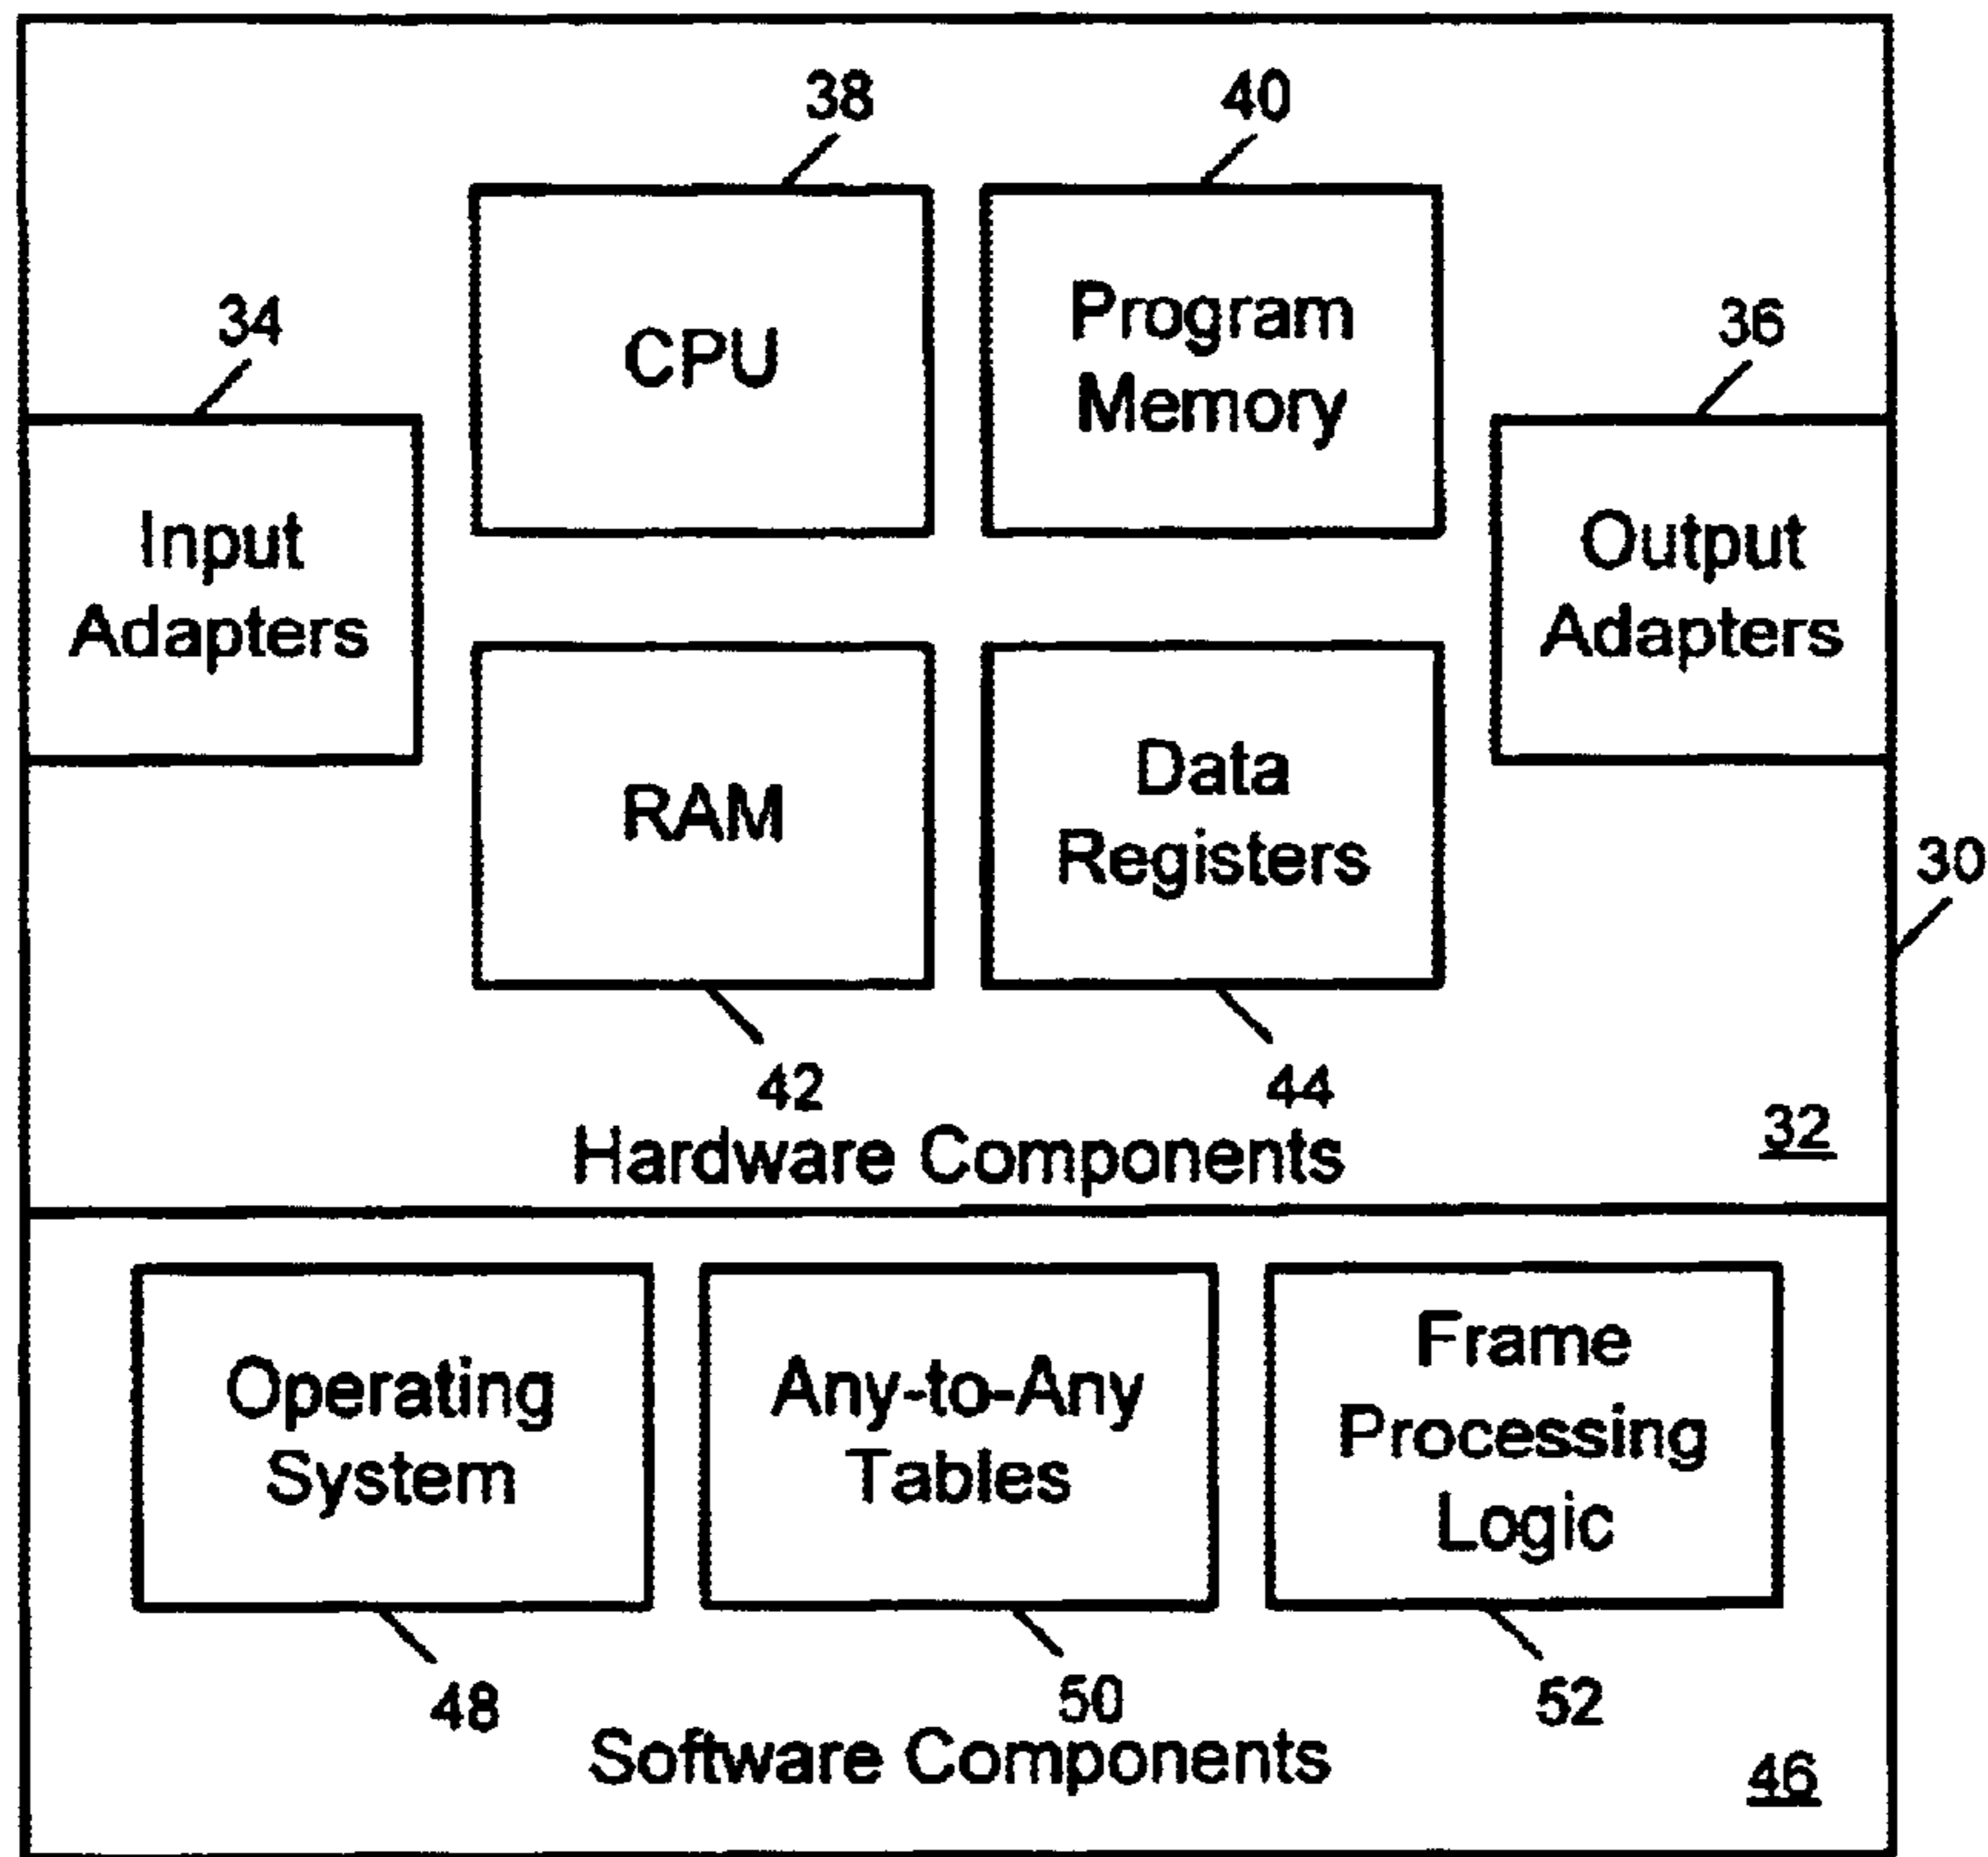 38
40
CPU
Program
Memory
34
36
Input
Adapters
Output
Adapters
RAM
Data
Registers
30
42
44
Hardware Components
32
Operating
System
Any-to-Any
Tables
Frame
Processing
Logic
48
50
52
Software Components
46